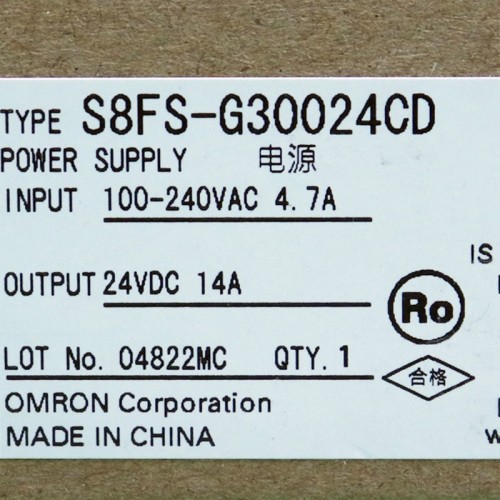 TYPE S8FS-G30024CD
POWER SUPPLY 电源
INPUT 100-240VAC 4.7A
IS
OUTPUT 24VDC 14A
Ro
LOT No. 04822MC QTY. 1
合格
OMRON Corporation
MADE IN CHINA